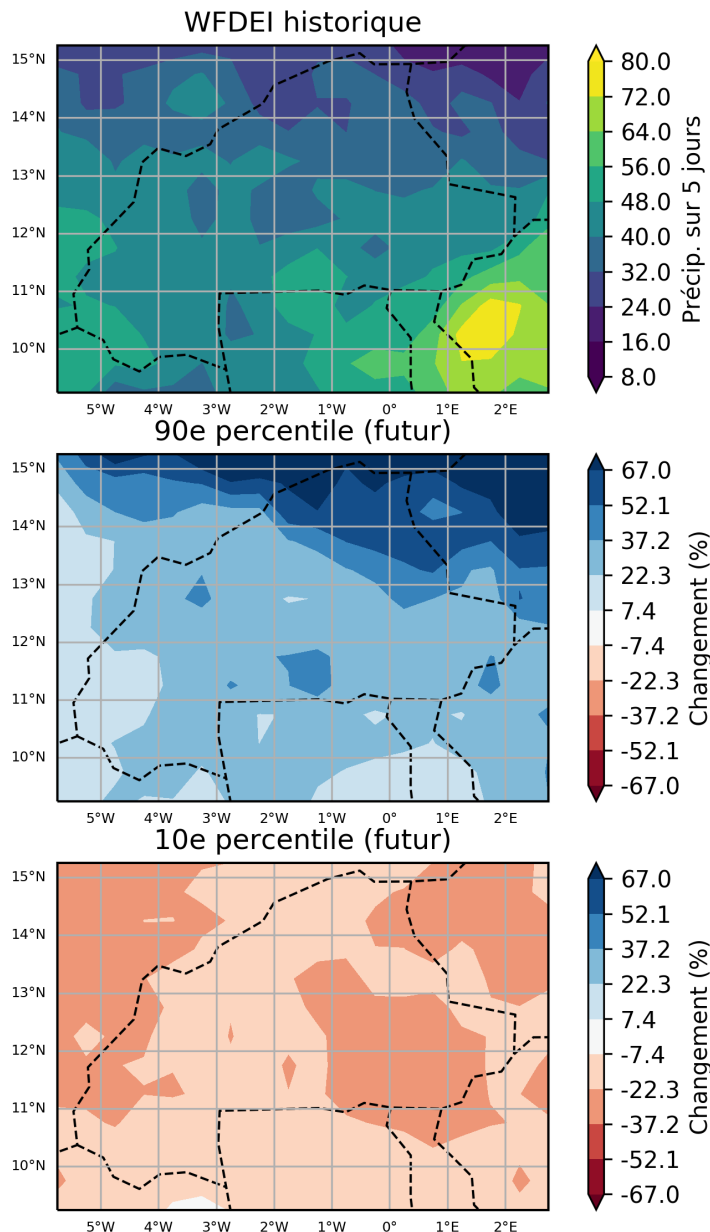 WFDEI historique
15°N
14°N
13°N
12°N
11°N
10°N
5°W 4°W 3°W 2°W 1°W 0° 1°E 2°E
80.0
72.0
64.0
56.0
48.0
40.0
32.0
24.0
16.0
8.0
Précip. sur 5 jours
90e percentile (futur)
15°N
14°N
13°N
12°N
11°N
10°N
5°W 4°W 3°W 2°W 1°W 0° 1°E 2°E
67.0
52.1
37.2
22.3
7.4
-7.4
-22.3
-37.2
-52.1
-67.0
Changement (%)
10e percentile (futur)
15°N
14°N
13°N
12°N
11°N
10°N
5°W 4°W 3°W 2°W 1°W 0° 1°E 2°E
67.0
52.1
37.2
22.3
7.4
-7.4
-22.3
-37.2
-52.1
-67.0
Changement (%)